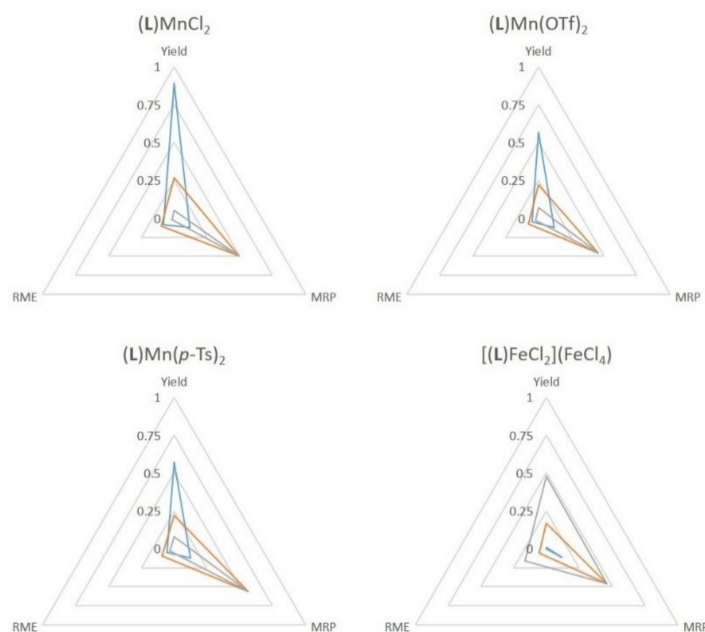 (L)MnCl₂
Yield
1
0.75
0.5
0.25
0
RME
MRP
(L)Mn(OTf)₂
Yield
1
0.75
0.5
0.25
0
RME
MRP
(L)Mn(p-Ts)₂
Yield
1
0.75
0.5
0.25
0
RME
MRP
[(L)FeCl₂](FeCl₄)
Yield
1
0.75
0.5
0.25
0
RME
MRP